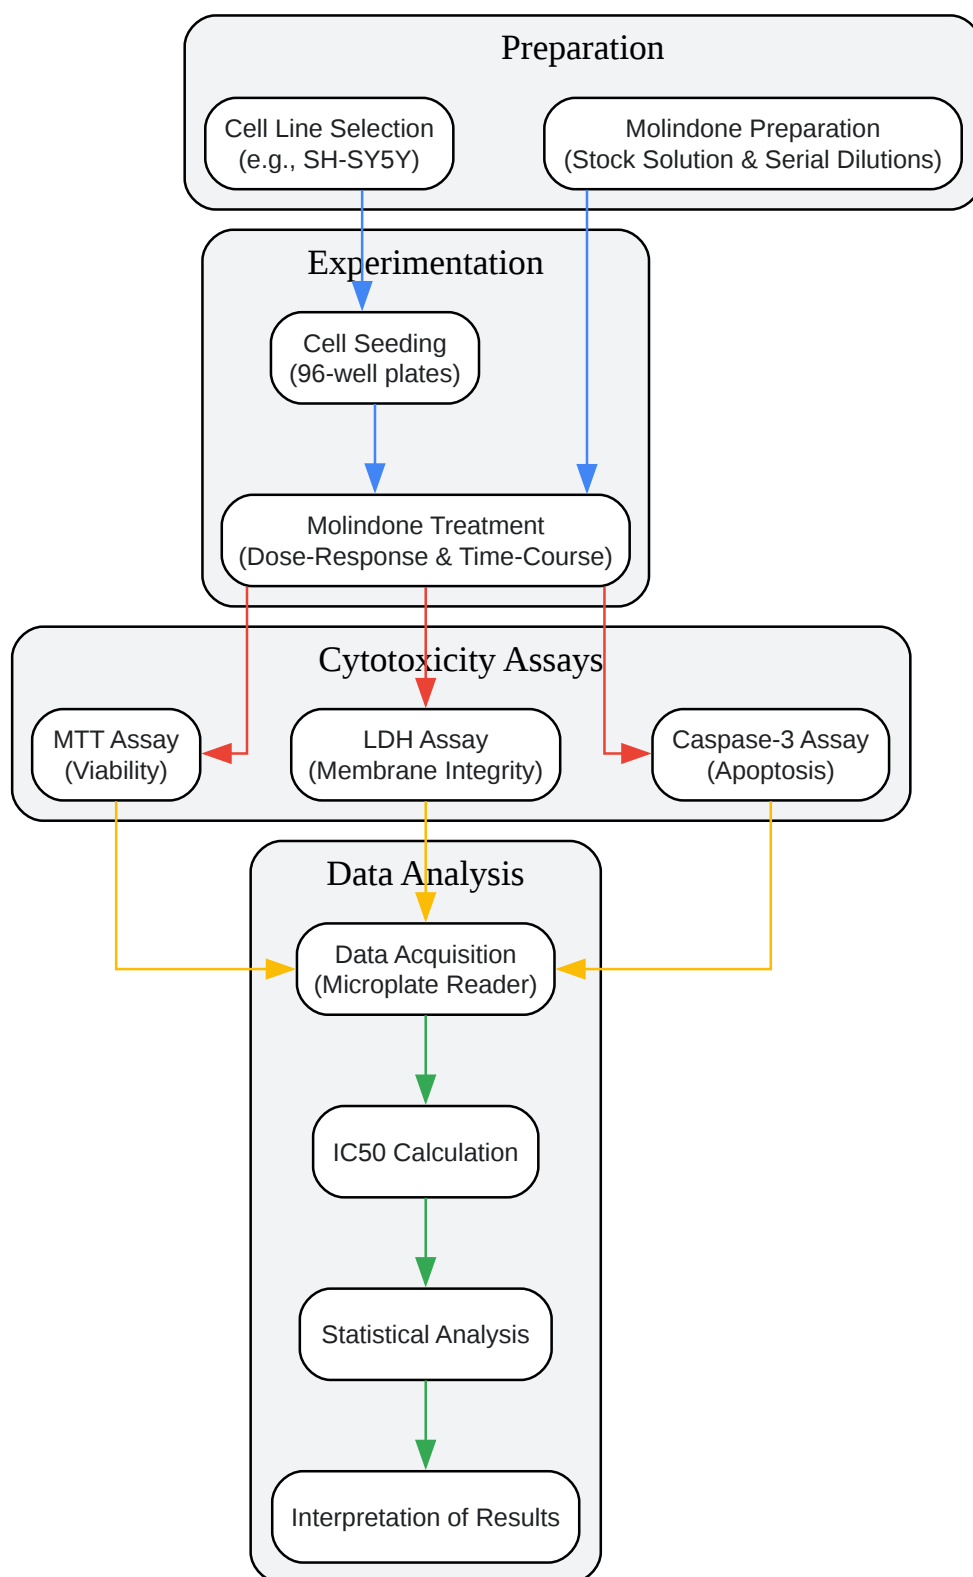 Preparation
Cell Line Selection
(e.g., SH-SY5Y)
Molindone Preparation
(Stock Solution & Serial Dilutions)
Experimentation
Cell Seeding
(96-well plates)
Molindone Treatment
(Dose-Response & Time-Course)
Cytotoxicity Assays
MTT Assay
(Viability)
LDH Assay
(Membrane Integrity)
Caspase-3 Assay
(Apoptosis)
Data Analysis
Data Acquisition
(Microplate Reader)
IC50 Calculation
Statistical Analysis
Interpretation of Results